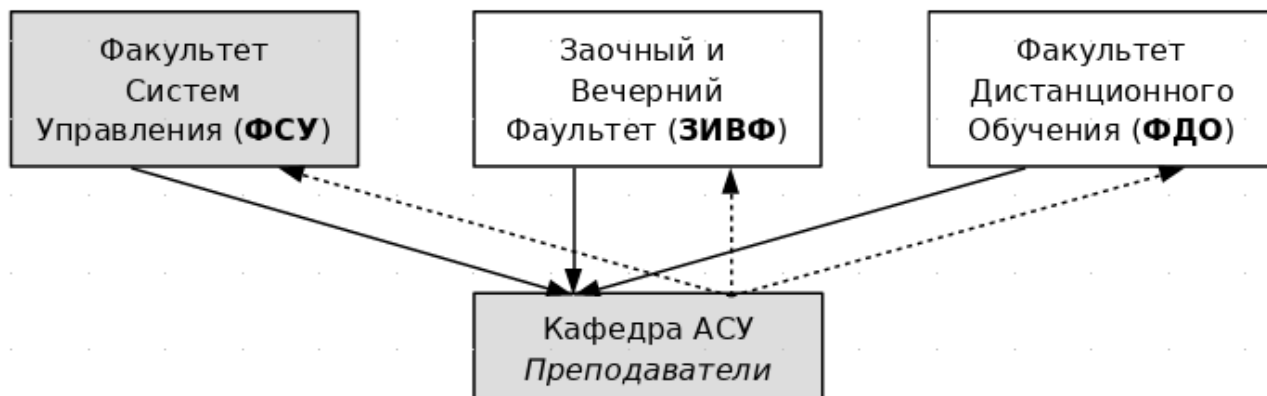 Факультет
Систем
Управления (ФСУ)
Заочный и
Вечерний
Фаультет (ЗИВФ)
Факультет
Дистанционного
Обучения (ФДО)
Кафедра АСУ
Преподаватели